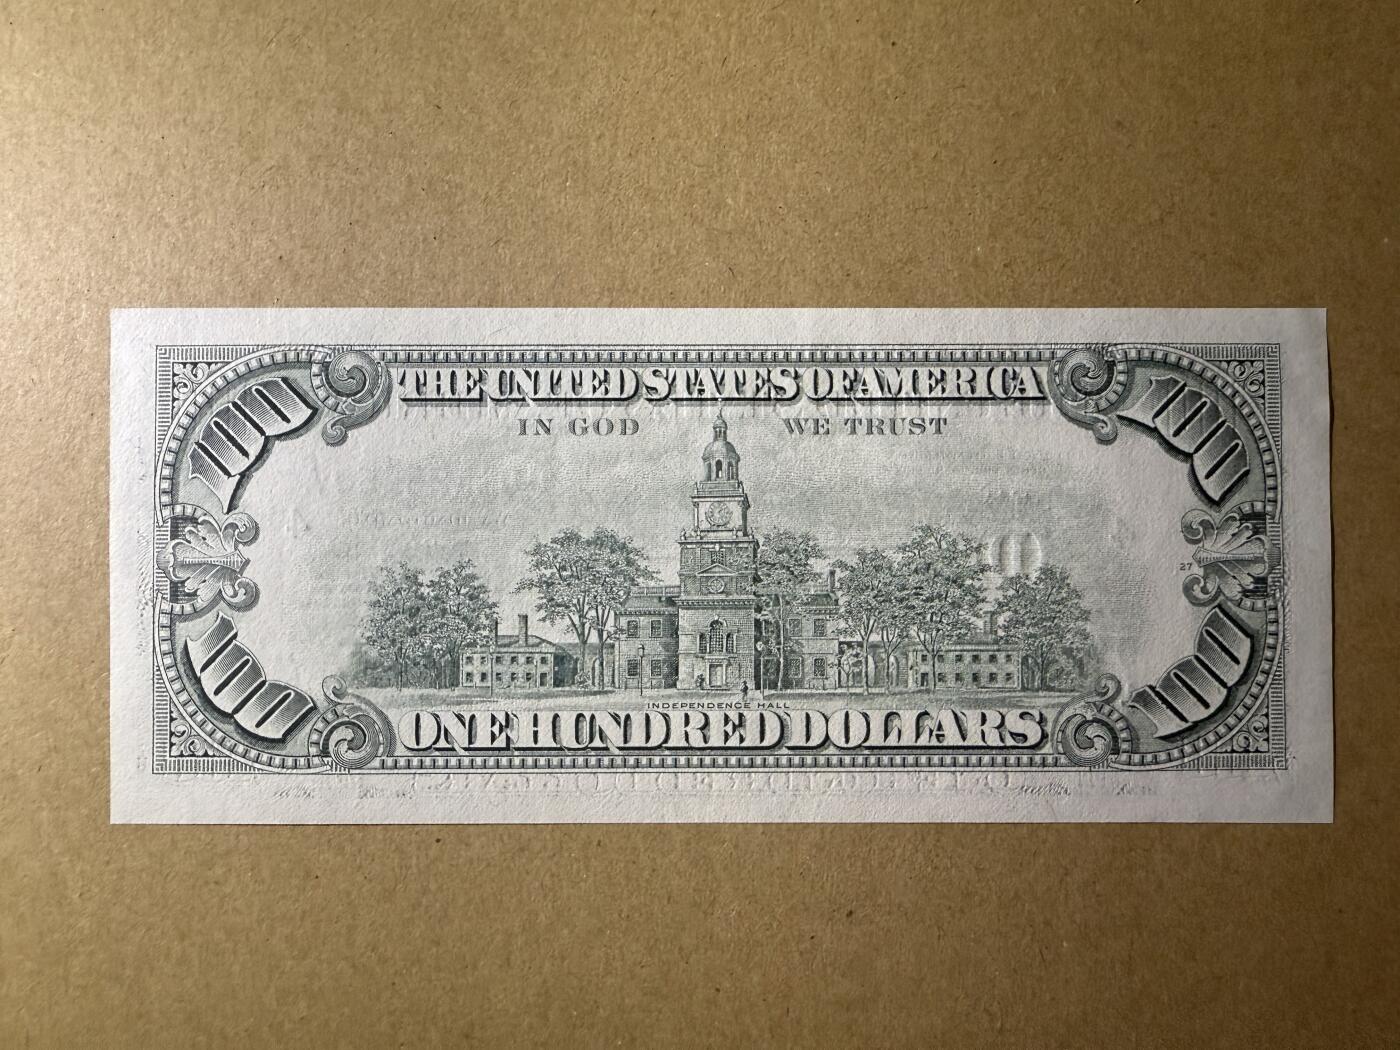 100 THE UNITED STATES OF AMERICA 100
IN GOD WE TRUST
27
INDEPENDENCE HALL
100 ONE HUNDRED DOLLARS 100